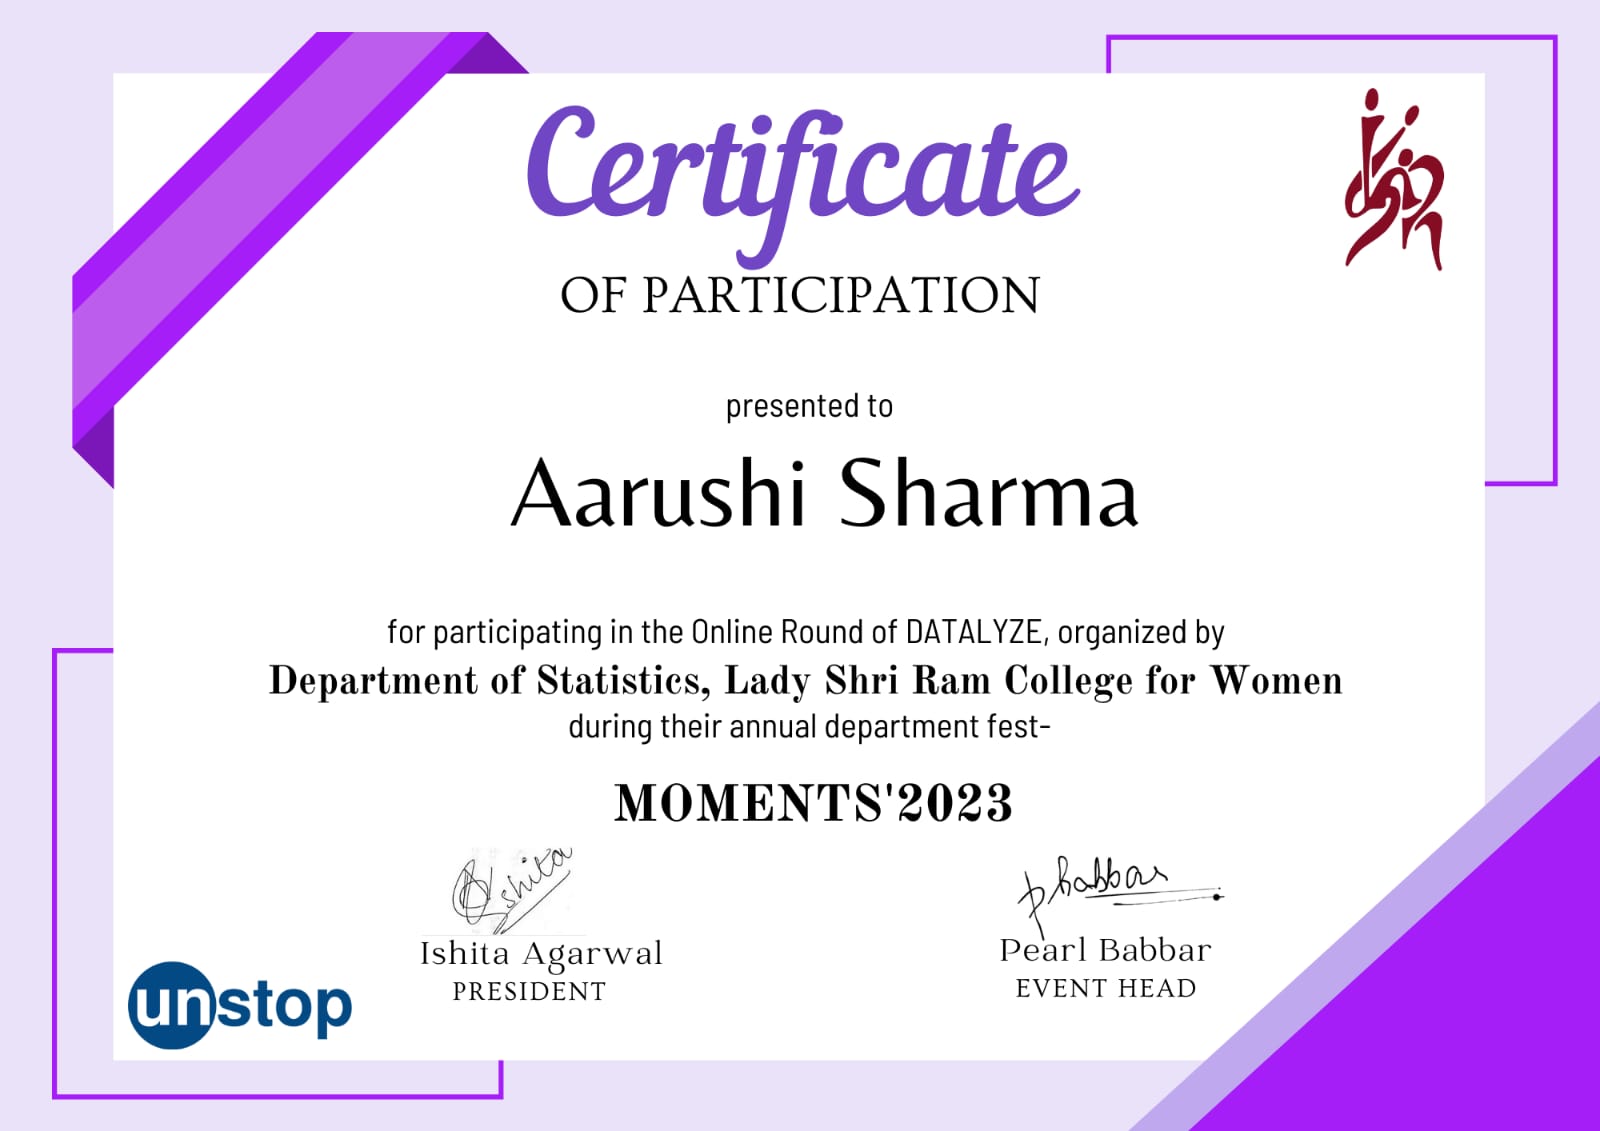 Certificate
OF PARTICIPATION
presented to
Aarushi Sharma
for participating in the Online Round of DATALYZE, organized by
Department of Statistics, Lady Shri Ram College for Women
during their annual department fest-
MOMENTS'2023
Ishita
P Babbar
Ishita Agarwal
Pearl Babbar
PRESIDENT
EVENT HEAD
unstop